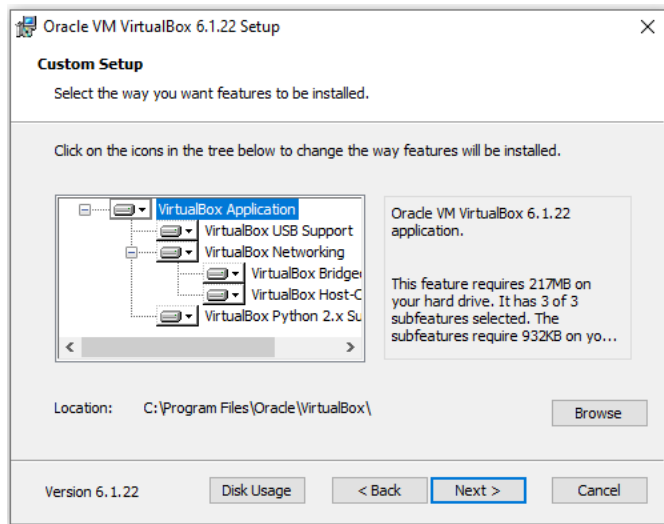 Oracle VM VirtualBox 6.1.22 Setup
Custom Setup
Select the way you want features to be installed.
Click on the icons in the tree below to change the way features will be installed.
VirtualBox Application
VirtualBox USB Support
VirtualBox Networking
VirtualBox Bridged
VirtualBox Host-C
VirtualBox Python 2.x Su
Oracle VM VirtualBox 6.1.22
application.
This feature requires 217MB on
your hard drive. It has 3 of 3
subfeatures selected. The
subfeatures require 932KB on yo...
Location: C:\Program Files\Oracle\VirtualBox\
Browse
Version 6.1.22
Disk Usage
< Back
Next >
Cancel